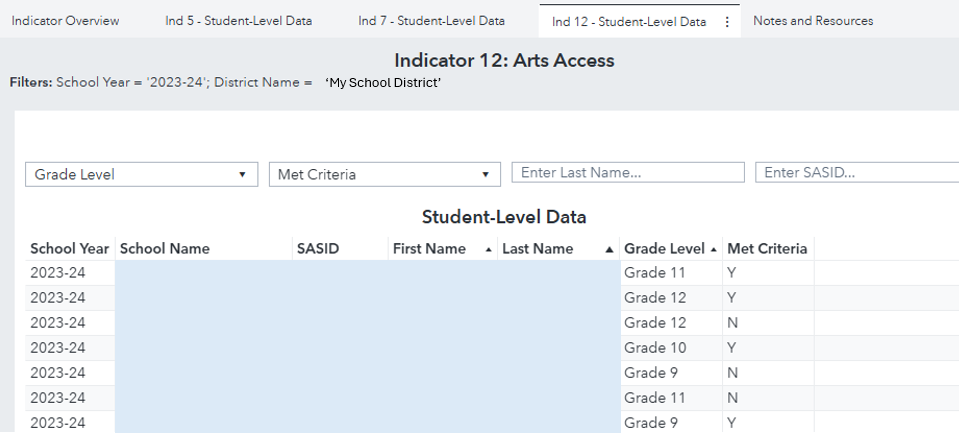 Indicator Overview Ind 5 - Student-Level Data Ind 7 - Student-Level Data Ind 12 - Student-Level Data Notes and Resources
Indicator 12: Arts Access
Filters: School Year = '2023-24'; District Name = ‘My School District’
Grade Level Met Criteria Enter Last Name... Enter SASID...
Student-Level Data
School Year School Name SASID First Name Last Name Grade Level Met Criteria
2023-24 Grade 11 Y
2023-24 Grade 12 Y
2023-24 Grade 12 N
2023-24 Grade 10 Y
2023-24 Grade 9 N
2023-24 Grade 11 N
2023-24 Grade 9 Y